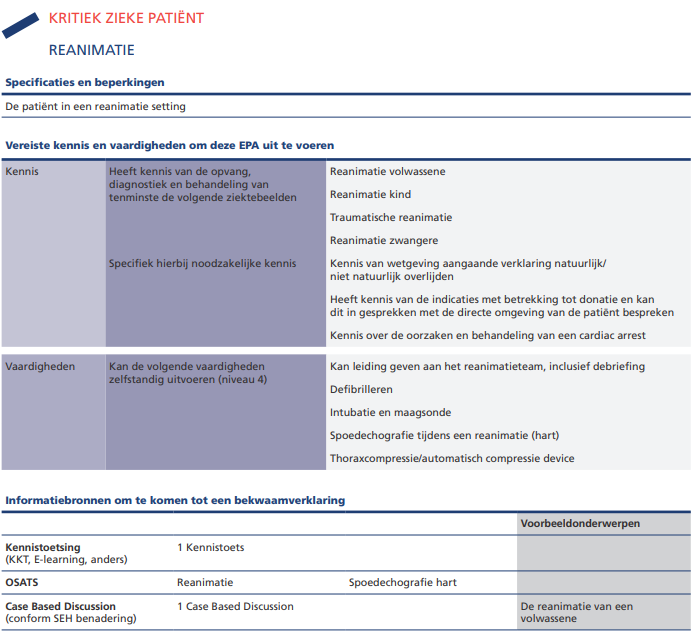 KRITIEK ZIEKE PATIËNT
REANIMATIE
Specificaties en beperkingen
De patiënt in een reanimatie setting
Vereiste kennis en vaardigheden om deze EPA uit te voeren
Kennis
Heeft kennis van de opvang,
diagnostiek en behandeling van
tenminste de volgende ziektebeelden
Reanimatie volwassene
Reanimatie kind
Traumatische reanimatie
Reanimatie zwangere
Specifiek hierbij noodzakelijke kennis
Kennis van wetgeving aangaande verklaring natuurlijk/
niet natuurlijk overlijden
Heeft kennis van de indicaties met betrekking tot donatie en kan
dit in gesprekken met de directe omgeving van de patiënt bespreken
Kennis over de oorzaken en behandeling van een cardiac arrest
Vaardigheden
Kan de volgende vaardigheden
zelfstandig uitvoeren (niveau 4)
Kan leiding geven aan het reanimatieteam, inclusief debriefing
Defibrilleren
Intubatie en maagsonde
Spoedechografie tijdens een reanimatie (hart)
Thoraxcompressie/automatisch compressie device
Informatiebronnen om te komen tot een bekwaamverklaring
Voorbeeldonderwerpen
Kennistoetsing
(KKT, E-learning, anders)
1 Kennistoets
OSATS
Reanimatie
Spoedechografie hart
Case Based Discussion
(conform SEH benadering)
1 Case Based Discussion
De reanimatie van een
volwassene